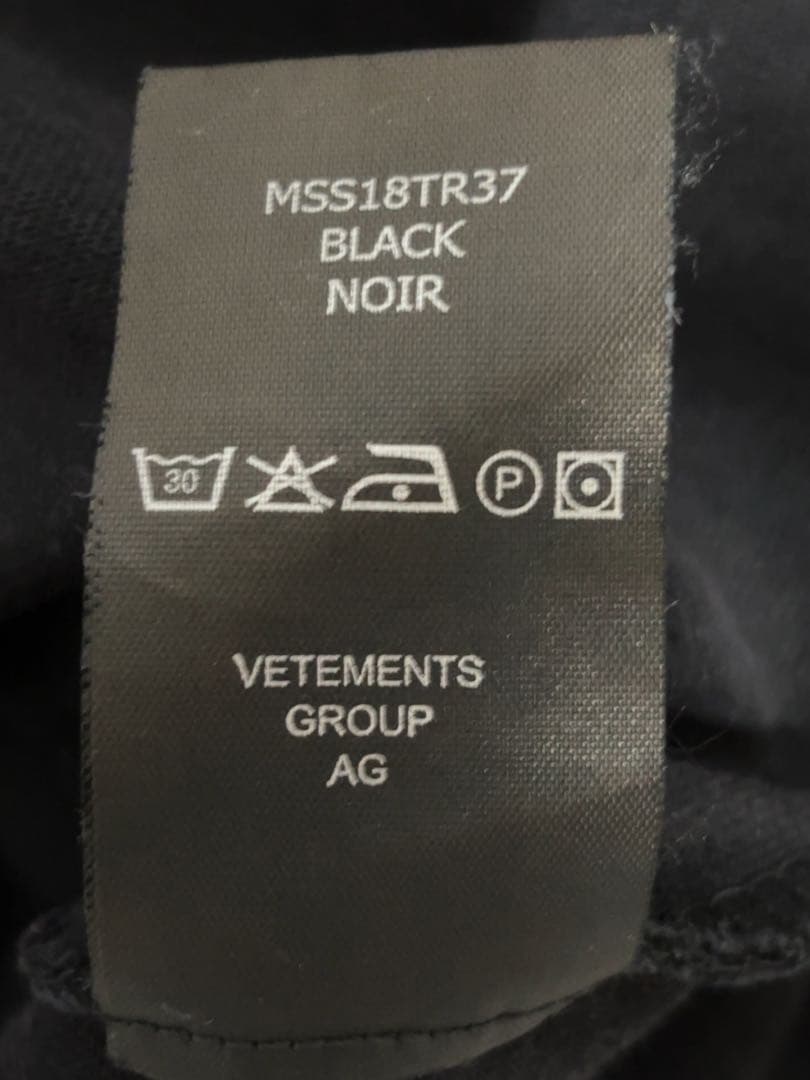 MSS18TR37
BLACK
NOIR
30 P
VETEMENTS
GROUP
AG